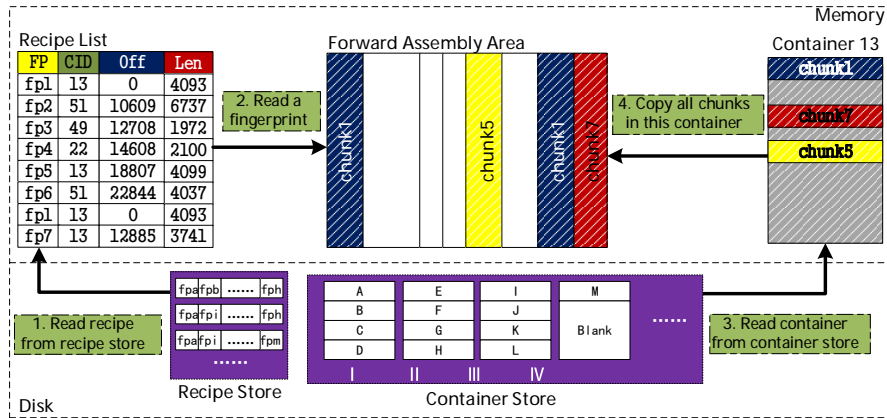 Memory
Recipe List
Forward Assembly Area
Container 13
FP CID Off Len
fp1 13 0 4093
fp2 51 10609 6737
fp3 49 12708 1972
fp4 22 14608 2100
fp5 13 18807 4099
fp6 51 22844 4037
fp1 13 0 4093
fp7 13 12885 3741
2. Read a
fingerprint
chunk1
chunk5
chunk1
chunk7
4. Copy all chunks
in this container
chunk1
chunk7
chunk5
1. Read recipe
from recipe store
fpa fpb ...... fph
fpa fpi ...... fph
fpa fpi ...... fpm
......
Recipe Store
A E I M
B F J
C G K
Blank
D H L
......
I II III IV
Container Store
3. Read container
from container store
Disk